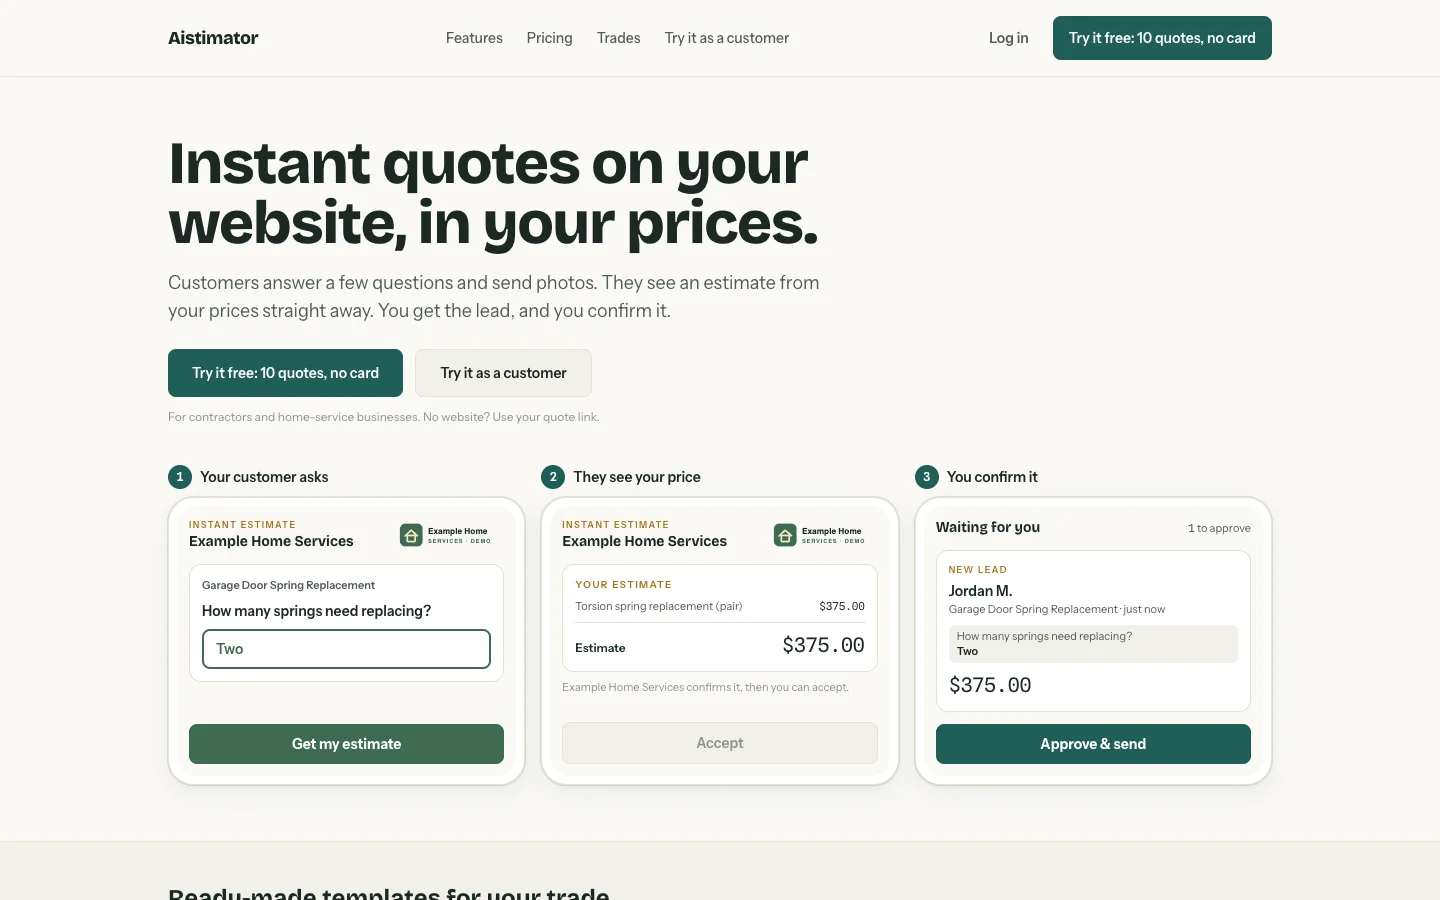 Aistimator
Features
Pricing
Trades
Try it as a customer
Log in
Try it free: 10 quotes, no card
Instant quotes on your
website, in your prices.
Customers answer a few questions and send photos. They see an estimate from
your prices straight away. You get the lead, and you confirm it.
Try it free: 10 quotes, no card
Try it as a customer
For contractors and home-service businesses. No website? Use your quote link.
1 Your customer asks
INSTANT ESTIMATE
Example Home Services
Example Home
SERVICES · DEMO
Garage Door Spring Replacement
How many springs need replacing?
Two
Get my estimate
2 They see your price
INSTANT ESTIMATE
Example Home Services
Example Home
SERVICES · DEMO
YOUR ESTIMATE
Torsion spring replacement (pair) $375.00
Estimate $375.00
Example Home Services confirms it, then you can accept.
Accept
3 You confirm it
Waiting for you
1 to approve
NEW LEAD
Jordan M.
Garage Door Spring Replacement · just now
How many springs need replacing?
Two
$375.00
Approve & send
Ready-made templates for your trade